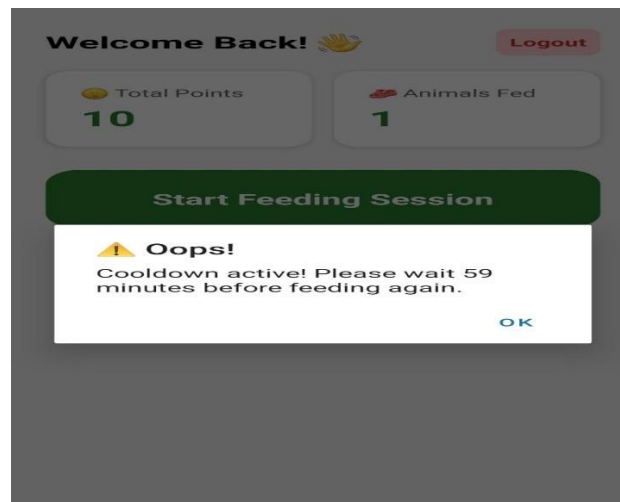 Welcome Back! 👋
Logout
🪙 Total Points
🥩 Animals Fed
10
1
Start Feeding Session
⚠️ Oops!
Cooldown active! Please wait 59
minutes before feeding again.
OK